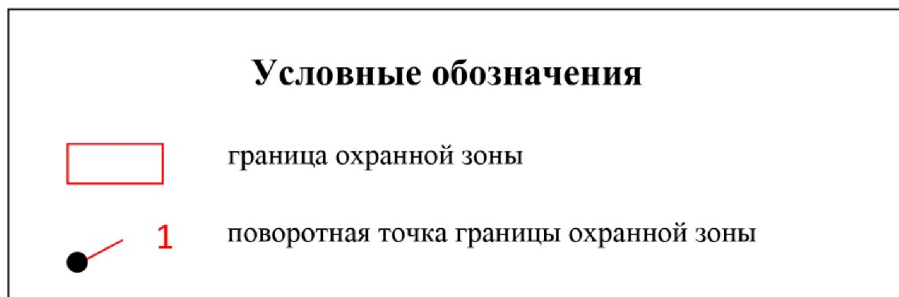 Условные обозначения
граница охранной зоны
1 поворотная точка границы охранной зоны